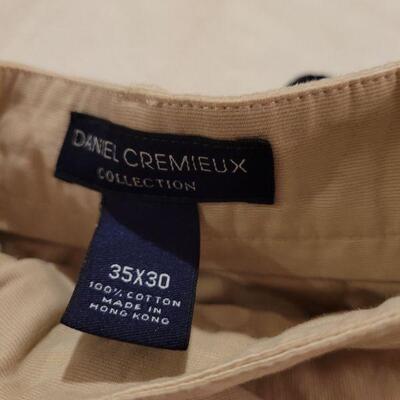 DANIEL CREMIEUX
COLLECTION
35X30
100% COTTON
MADE IN
HONG KONG